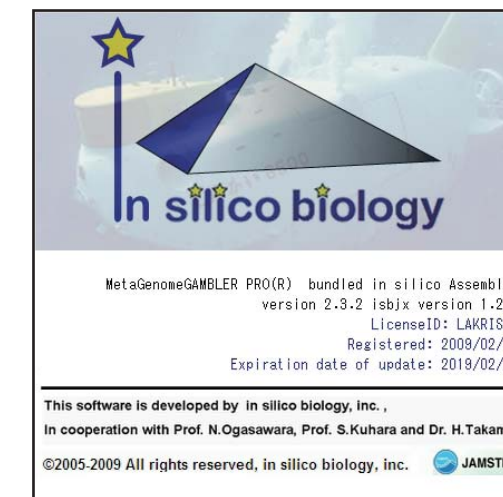 In silico biology
MetaGenomeGAMBLER PRO(R) bundled in silico Assembl
version 2.3.2 isbjx version 1.2
LicenseID: LAKRIS
Registered: 2009/02/
Expiration date of update: 2019/02/
This software is developed by in silico biology, inc. ,
In cooperation with Prof. N.Ogasawara, Prof. S.Kuhara and Dr. H.Takam
©2005-2009 All rights reserved, in silico biology, inc. JAMST